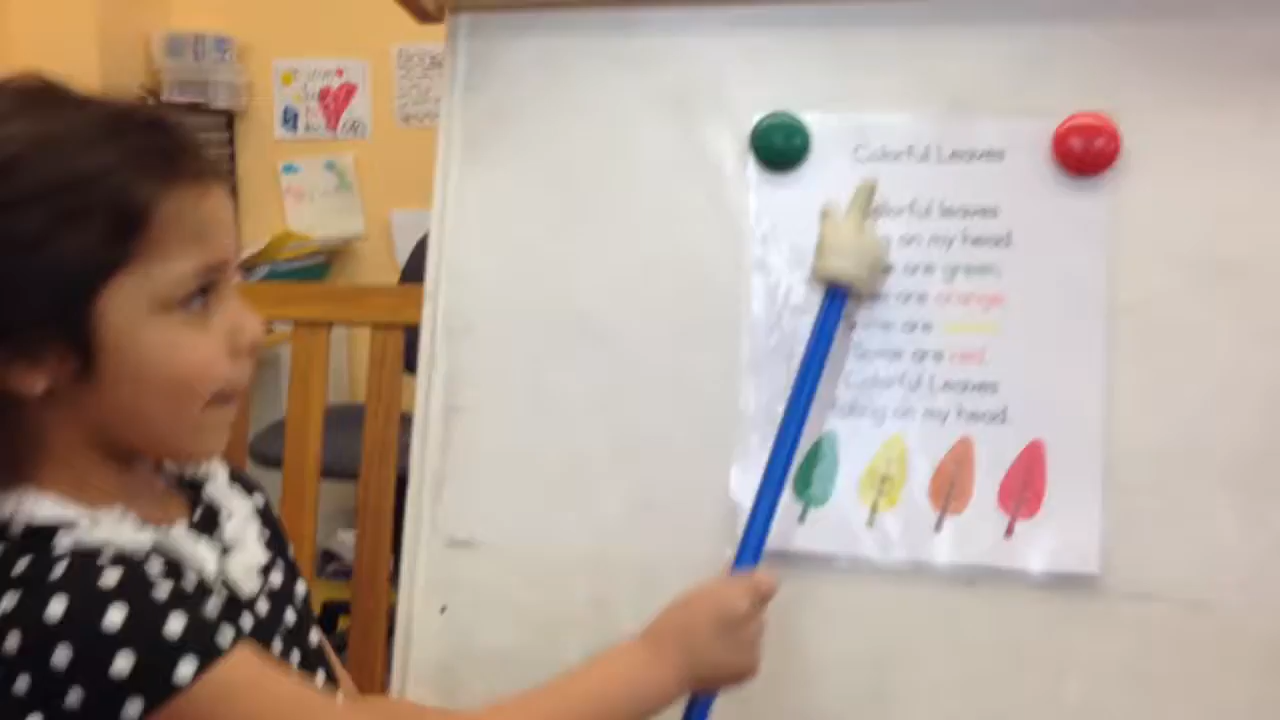 Colorful Leaves
Colorful leaves
on my head.
are green,
are orange,
are yellow,
Some are red.
Colorful Leaves
Falling on my head.